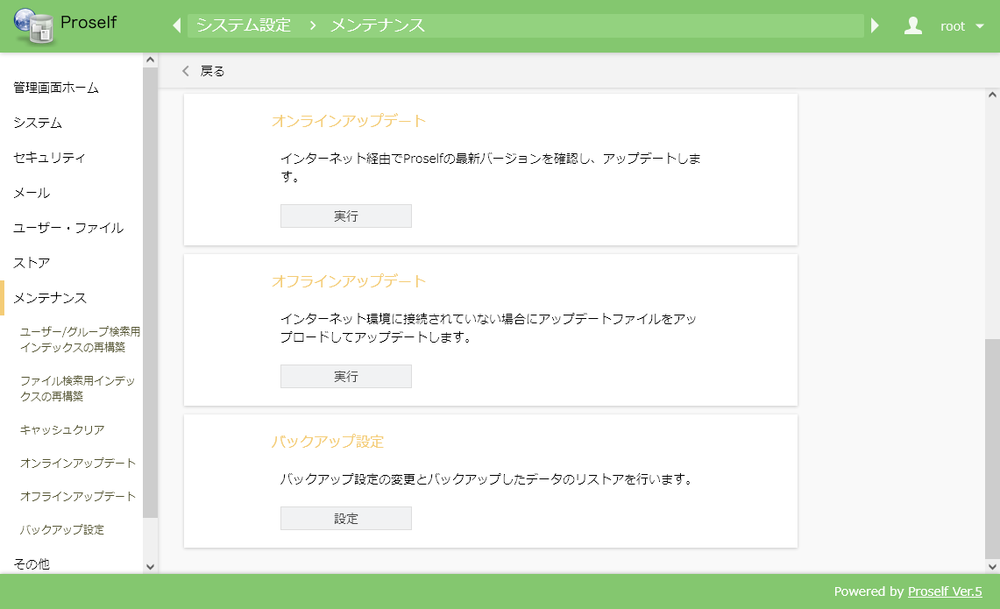 Proself
システム設定 > メンテナンス
root
戻る
管理画面ホーム
システム
セキュリティ
メール
ユーザー・ファイル
ストア
メンテナンス
ユーザー/グループ検索用
インデックスの再構築
ファイル検索用インデッ
クスの再構築
キャッシュクリア
オンラインアップデート
オフラインアップデート
バックアップ設定
その他
オンラインアップデート
インターネット経由でProselfの最新バージョンを確認し、アップデートしま
す。
実行
オフラインアップデート
インターネット環境に接続されていない場合にアップデートファイルをアッ
プロードしてアップデートします。
実行
バックアップ設定
バックアップ設定の変更とバックアップしたデータのリストアを行います。
設定
Powered by Proself Ver.5